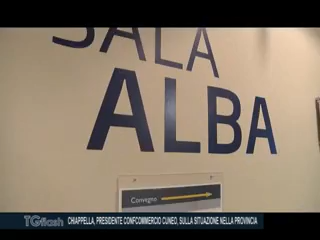 SALA
ALBA
Convegno
TGflash CHIAPPELLA, PRESIDENTE CONFCOMMERCIO CUNEO, SULLA SITUAZIONE NELLA PROVINCIA